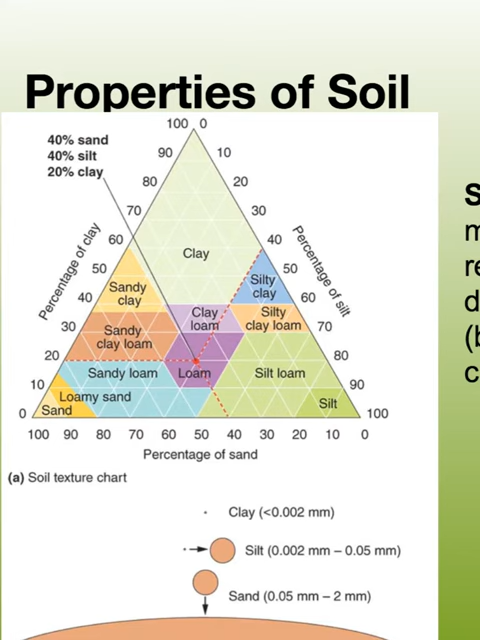 Properties of Soil
40% sand
40% silt
20% clay
100 0
90 10
80 20
70 30
60 40
50 50
40 60
30 70
20 80
10 90
0 100
Percentage of clay
Percentage of silt
Clay
Sandy
clay
Silty
clay
Clay
loam
Silty
clay loam
Sandy
clay loam
Sandy loam
Loam
Silt loam
Loamy sand
Sand
Silt
100 90 80 70 60 50 40 30 20 10 0
Percentage of sand
(a) Soil texture chart
Clay (<0.002 mm)
Silt (0.002 mm – 0.05 mm)
Sand (0.05 mm – 2 mm)